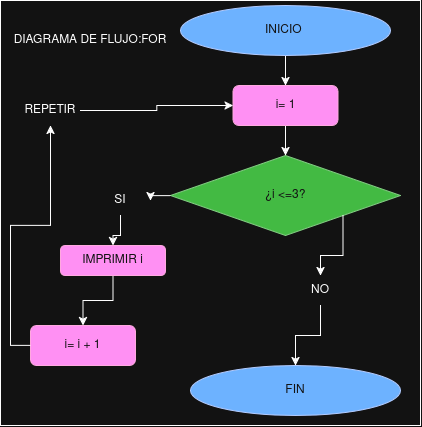 INICIO
DIAGRAMA DE FLUJO:FOR
REPETIR
i= 1
¿i <=3?
SI
IMPRIMIR i
NO
i= i + 1
FIN